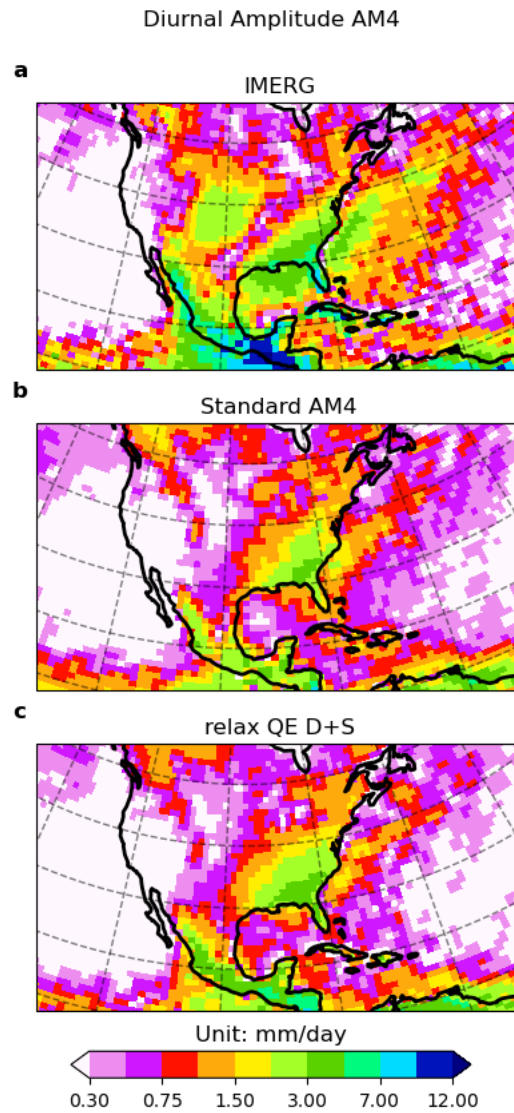 Diurnal Amplitude AM4
a
IMERG
b
Standard AM4
c
relax QE D+S
Unit: mm/day
0.30 0.75 1.50 3.00 7.00 12.00